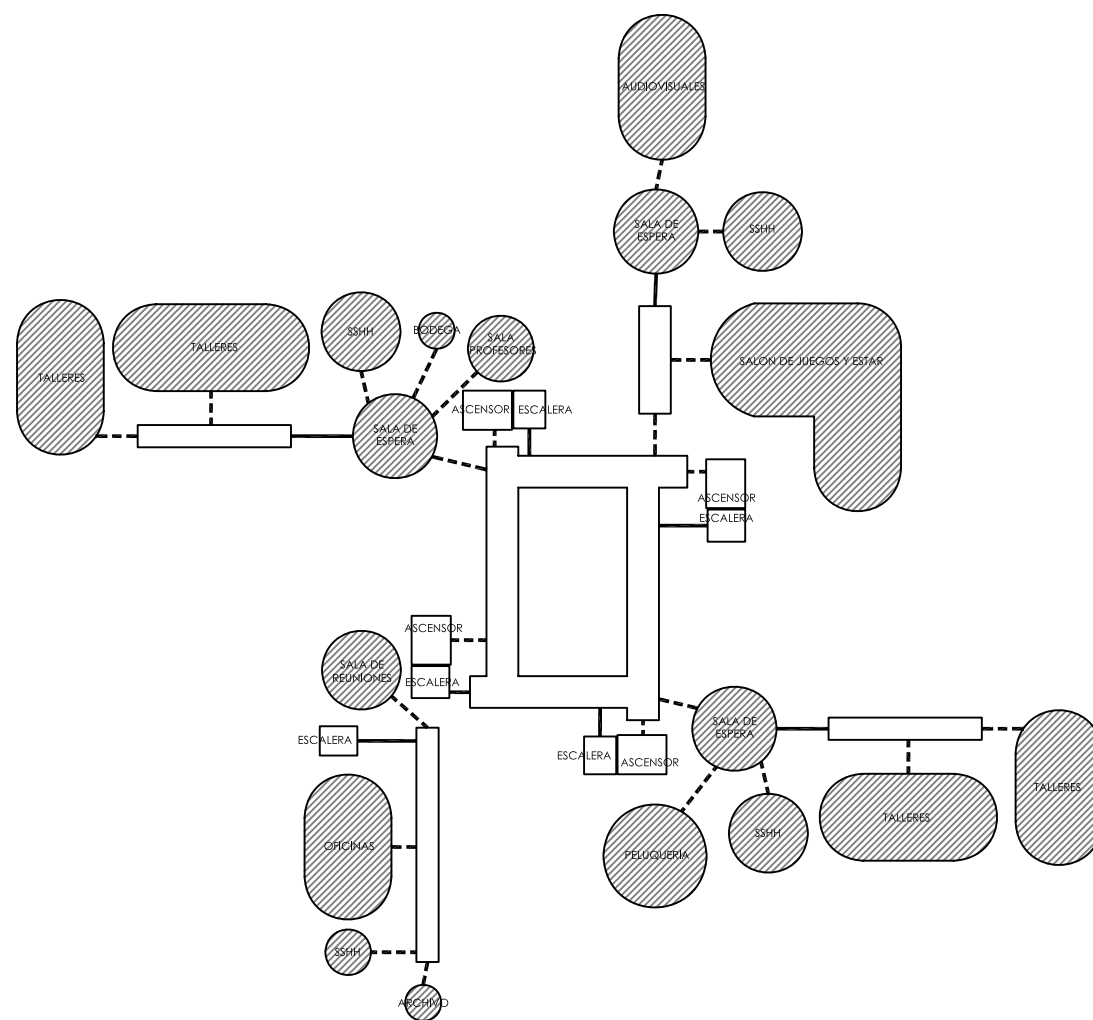 AUDIOVISUALES
SALA DE
ESPERA
SSHH
TALLERES
TALLERES
SSHH
BODEGA
SALA
PROFESORES
SALON DE JUEGOS Y ESTAR
ASCENSOR
ESCALERA
SALA DE
ESPERA
ASCENSOR
ESCALERA
ASCENSOR
ESCALERA
SALA DE
REUNIONES
ESCALERA
SALA DE
ESPERA
ESCALERA
ASCENSOR
TALLERES
TALLERES
OFICINAS
PELUQUERÍA
SSHH
SSHH
ARCHIVO